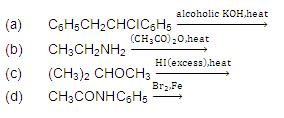 (a) C₆H₅CH₂CHClC₆H₅ alcoholic KOH,heat →
(b) CH₃CH₂NH₂ (CH₃CO)₂O,heat →
(c) (CH₃)₂ CHOCH₃ HI(excess),heat →
(d) CH₃CONHC₆H₅ Br₂,Fe →